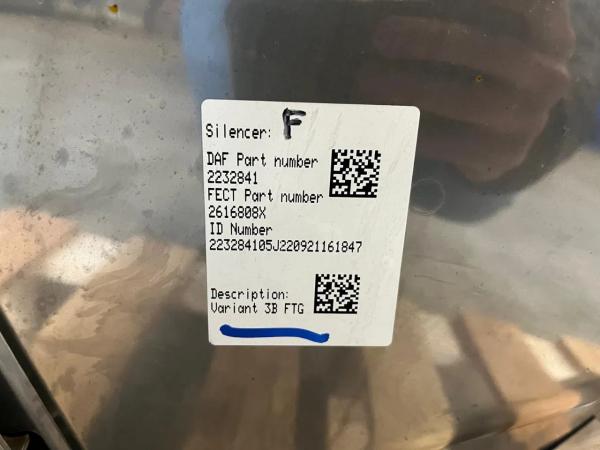 Silencer: F
DAF Part number
2232841
FECT Part number
2616808X
ID Number
223284105J220921161847
Description:
Variant 3B FTG